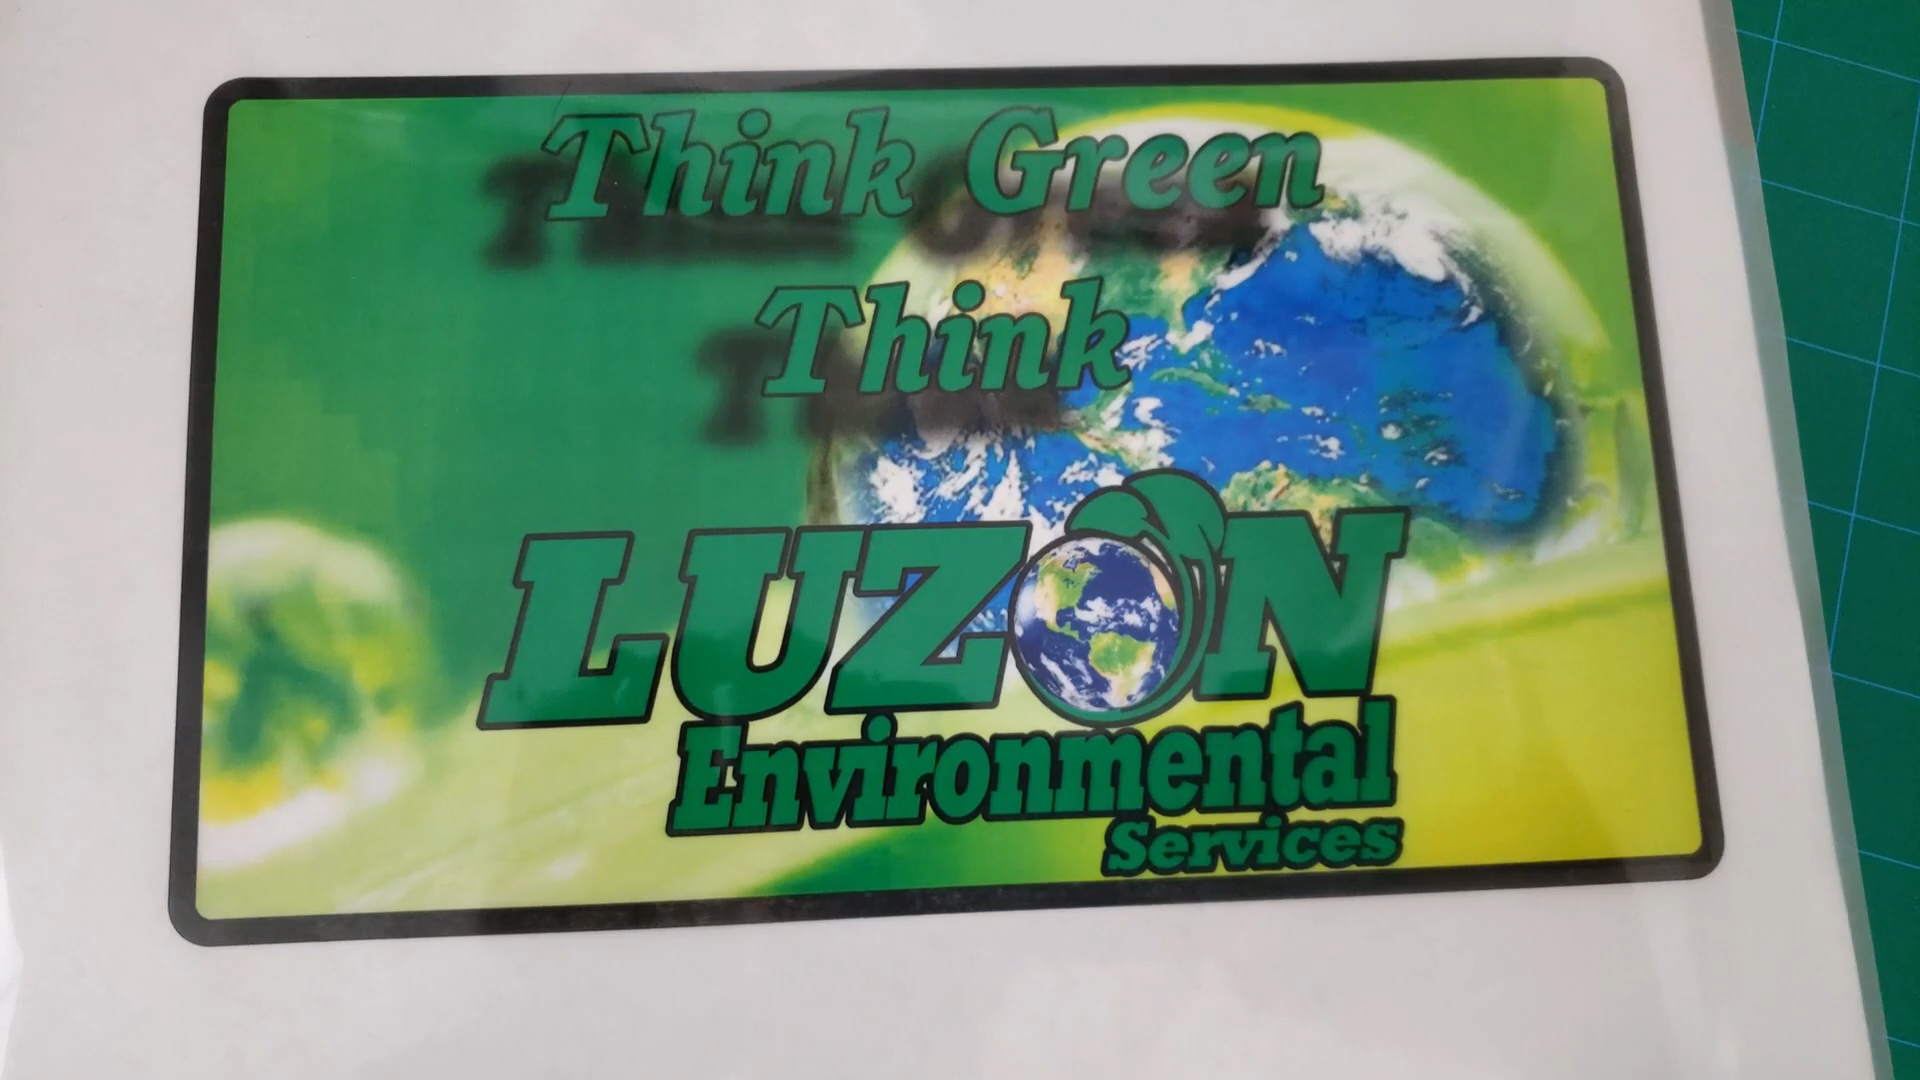 Think Green
Think
LUZON
Environmental
Services